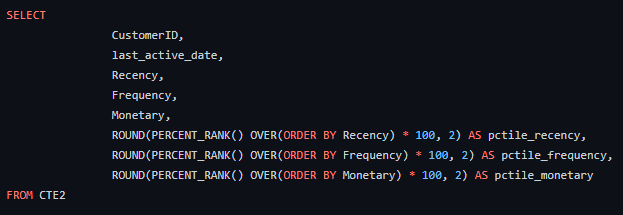 SELECT
CustomerID,
last_active_date,
Recency,
Frequency,
Monetary,
ROUND(PERCENT_RANK() OVER(ORDER BY Recency) * 100, 2) AS pctile_recency,
ROUND(PERCENT_RANK() OVER(ORDER BY Frequency) * 100, 2) AS pctile_frequency,
ROUND(PERCENT_RANK() OVER(ORDER BY Monetary) * 100, 2) AS pctile_monetary
FROM CTE2